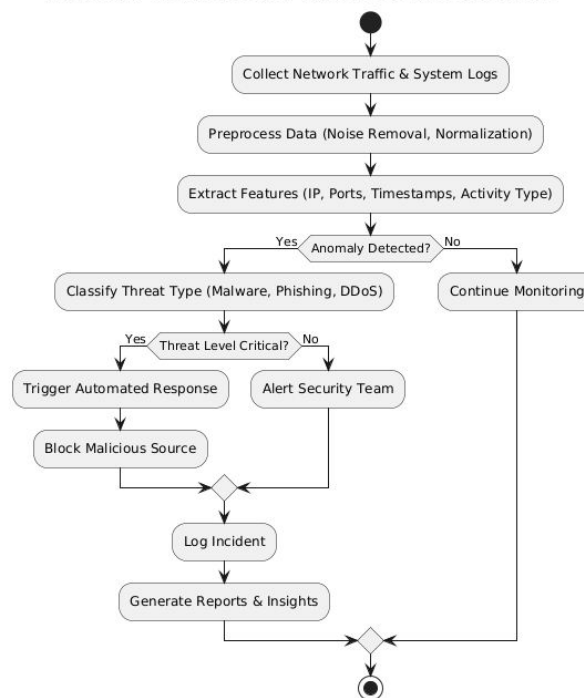 Collect Network Traffic & System Logs
Preprocess Data (Noise Removal, Normalization)
Extract Features (IP, Ports, Timestamps, Activity Type)
Yes
Anomaly Detected?
No
Classify Threat Type (Malware, Phishing, DDoS)
Continue Monitoring
Yes
Threat Level Critical?
No
Trigger Automated Response
Alert Security Team
Block Malicious Source
Log Incident
Generate Reports & Insights